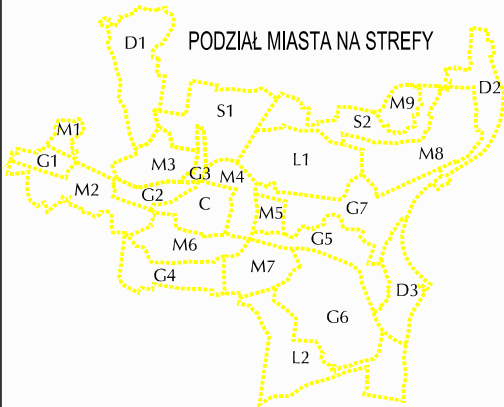 PODZIAŁ MIASTA NA STREFY
D1
D2
M9
S1
S2
M1
M8
G1
M3
L1
G3
M4
M2
G2
C
M5
G7
G5
M6
M7
G4
D3
G6
L2